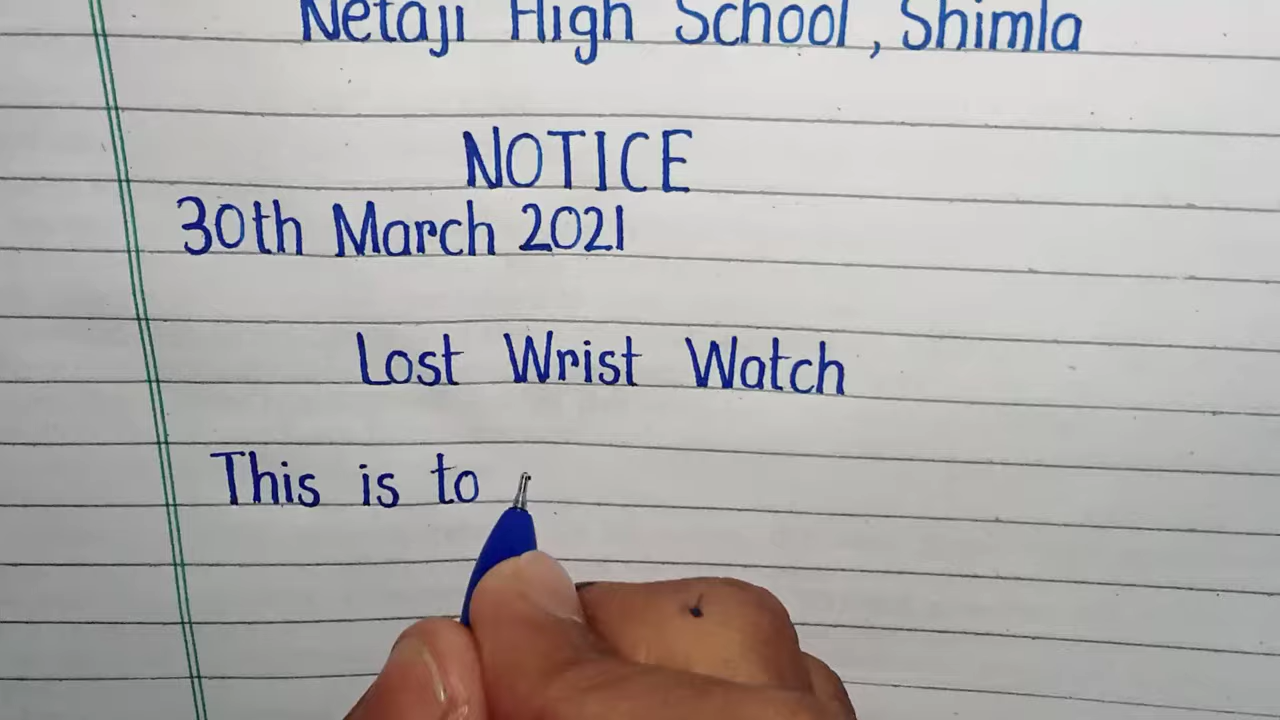 Netaji High School, Shimla
NOTICE
30th March 2021
Lost Wrist Watch
This is to